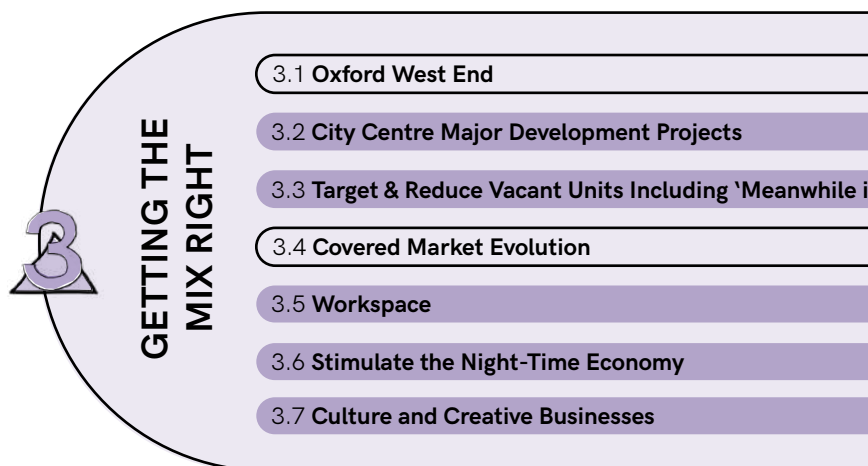 3
GETTING THE
MIX RIGHT
3.1 Oxford West End
3.2 City Centre Major Development Projects
3.3 Target & Reduce Vacant Units Including ‘Meanwhile
3.4 Covered Market Evolution
3.5 Workspace
3.6 Stimulate the Night-Time Economy
3.7 Culture and Creative Businesses